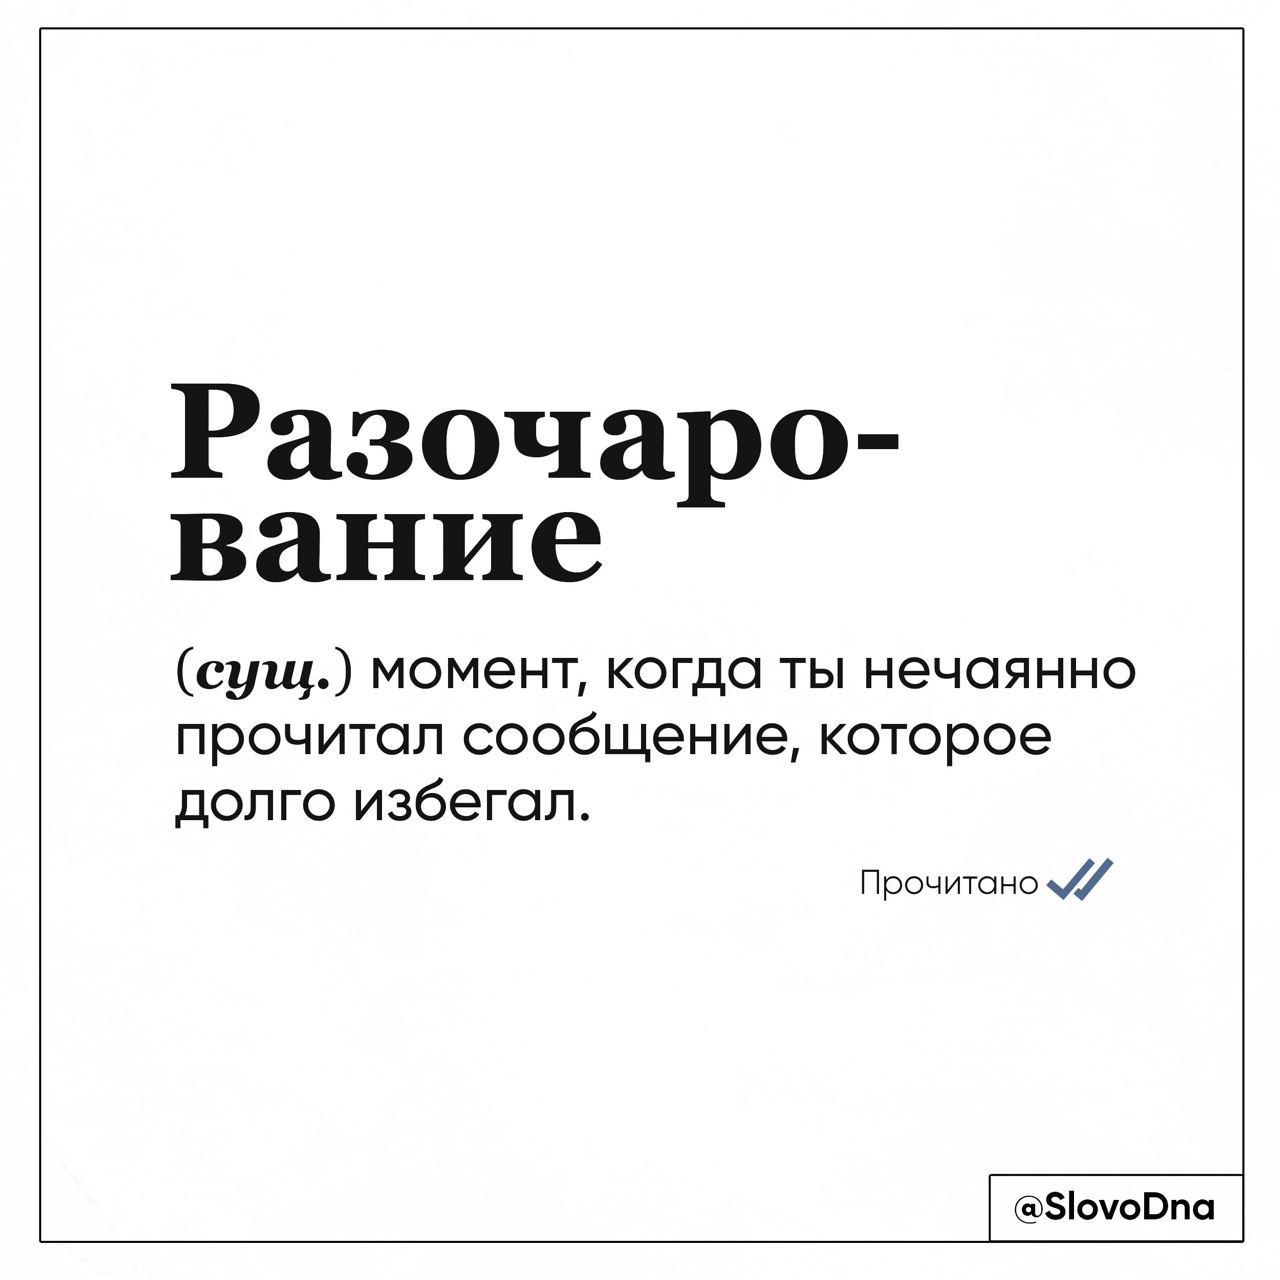 Разочаро-
вание
(сущ.) момент, когда ты нечаянно
прочитал сообщение, которое
долго избегал.
Прочитано
@SlovoDna